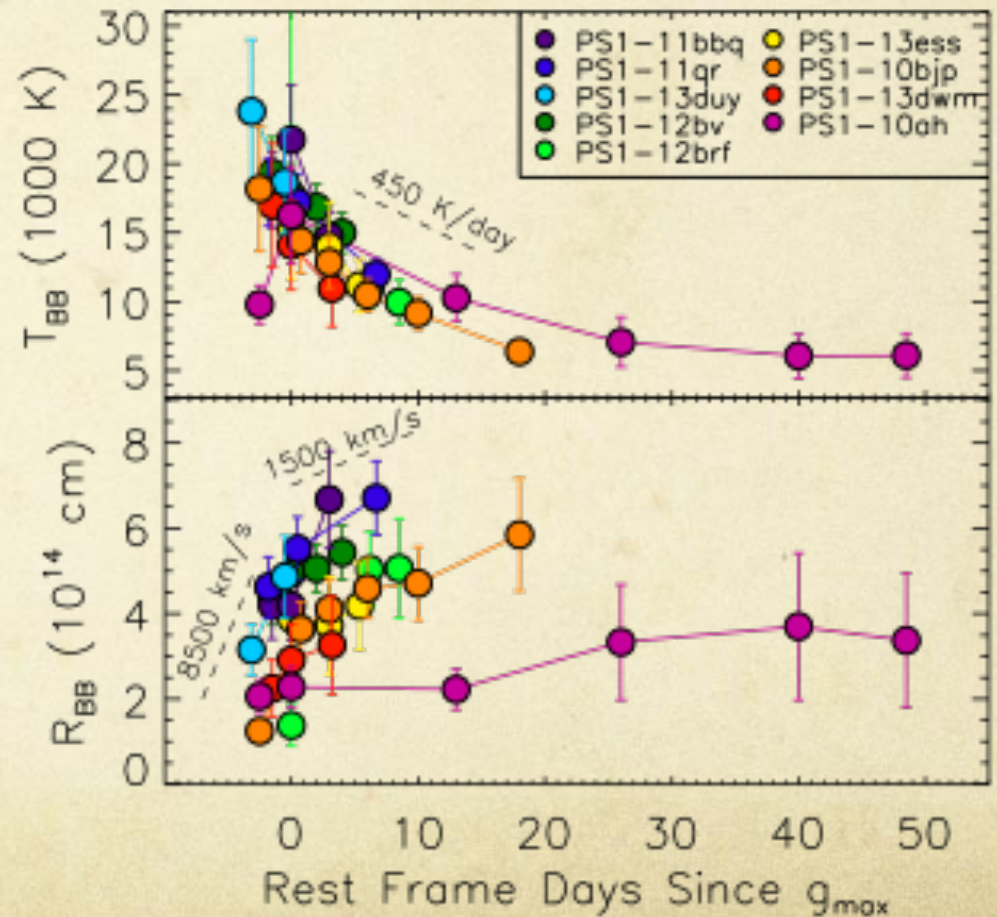 30
25
20
15
10
5
T_BB (1000 K)
PS1-11bbq
PS1-11qr
PS1-13duy
PS1-12bv
PS1-12brf
PS1-13ess
PS1-10bjp
PS1-13dwm
PS1-10ah
450 K/day
8
6
4
2
0
R_BB (10^14 cm)
1500 km/s
8500 km/s
0 10 20 30 40 50
Rest Frame Days Since g_max